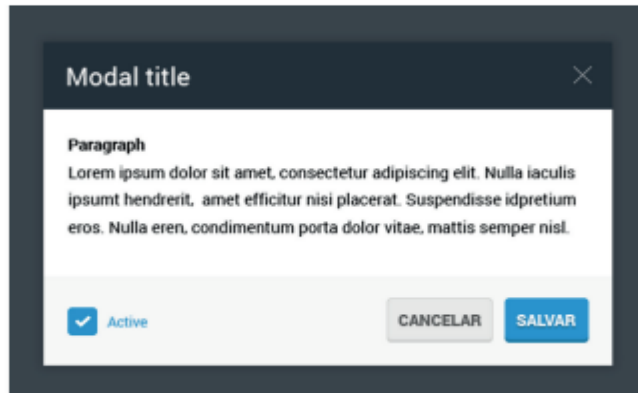 Modal title
Paragraph
Lorem ipsum dolor sit amet, consectetur adipiscing elit. Nulla iaculis
ipsumt hendrerit, amet efficitur nisi placerat. Suspendisse idpretium
eros. Nulla eren, condimentum porta dolor vitae, mattis semper nisl.
Active CANCELAR SALVAR